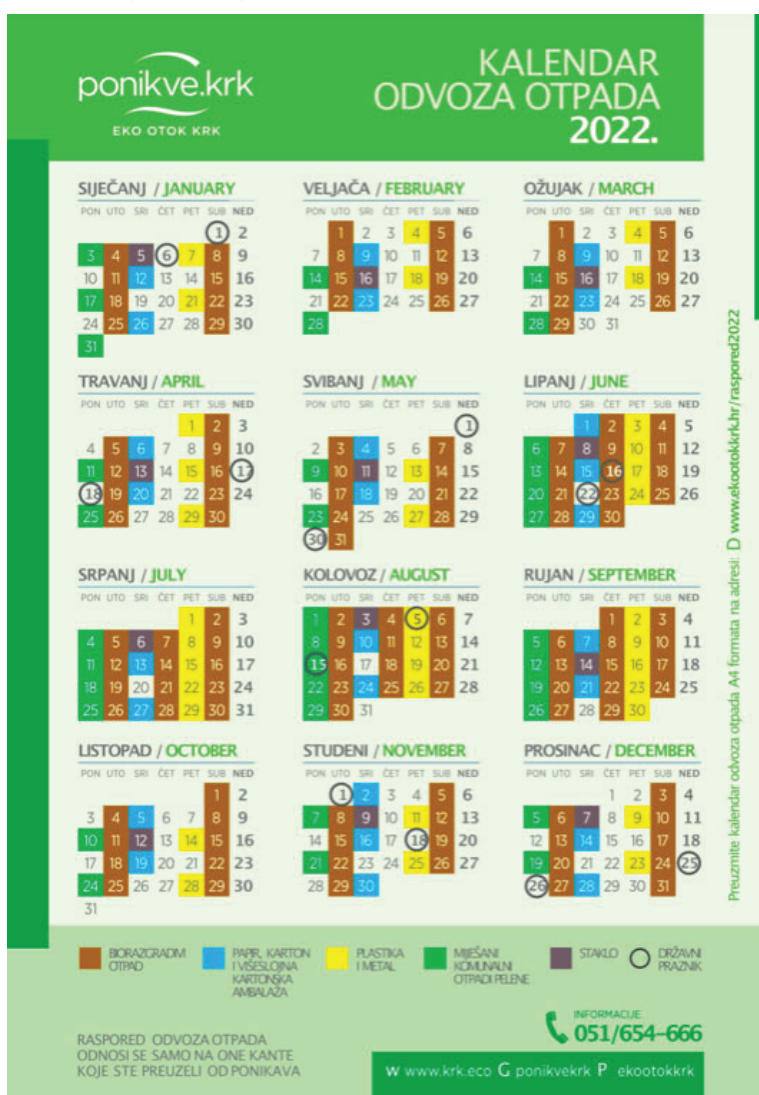 ponikve.krk
EKO OTOK KRK
KALENDAR
ODVOZA OTPADA
2022.
SIJEČANJ / JANUARY
PON UTO SRI ČET PET SUB NED
1 2
3 4 5 6 7 8 9
10 11 12 13 14 15 16
17 18 19 20 21 22 23
24 25 26 27 28 29 30
31
VELJAČA / FEBRUARY
PON UTO SRI ČET PET SUB NED
1 2 3 4 5 6
7 8 9 10 11 12 13
14 15 16 17 18 19 20
21 22 23 24 25 26 27
28
OŽUJAK / MARCH
PON UTO SRI ČET PET SUB NED
1 2 3 4 5 6
7 8 9 10 11 12 13
14 15 16 17 18 19 20
21 22 23 24 25 26 27
28 29 30 31
TRAVANJ / APRIL
PON UTO SRI ČET PET SUB NED
1 2 3
4 5 6 7 8 9 10
11 12 13 14 15 16 17
18 19 20 21 22 23 24
25 26 27 28 29 30
SVIBANJ / MAY
PON UTO SRI ČET PET SUB NED
1
2 3 4 5 6 7 8
9 10 11 12 13 14 15
16 17 18 19 20 21 22
23 24 25 26 27 28 29
30 31
LIPANJ / JUNE
PON UTO SRI ČET PET SUB NED
1 2 3 4 5
6 7 8 9 10 11 12
13 14 15 16 17 18 19
20 21 22 23 24 25 26
27 28 29 30
SRPANJ / JULY
PON UTO SRI ČET PET SUB NED
1 2 3
4 5 6 7 8 9 10
11 12 13 14 15 16 17
18 19 20 21 22 23 24
25 26 27 28 29 30 31
KOLOVOZ / AUGUST
PON UTO SRI ČET PET SUB NED
1 2 3 4 5 6 7
8 9 10 11 12 13 14
15 16 17 18 19 20 21
22 23 24 25 26 27 28
29 30 31
RUJAN / SEPTEMBER
PON UTO SRI ČET PET SUB NED
1 2 3 4
5 6 7 8 9 10 11
12 13 14 15 16 17 18
19 20 21 22 23 24 25
26 27 28 29 30
LISTOPAD / OCTOBER
PON UTO SRI ČET PET SUB NED
1 2
3 4 5 6 7 8 9
10 11 12 13 14 15 16
17 18 19 20 21 22 23
24 25 26 27 28 29 30
31
STUDENI / NOVEMBER
PON UTO SRI ČET PET SUB NED
1 2 3 4 5 6
7 8 9 10 11 12 13
14 15 16 17 18 19 20
21 22 23 24 25 26 27
28 29 30
PROSINAC / DECEMBER
PON UTO SRI ČET PET SUB NED
1 2 3 4
5 6 7 8 9 10 11
12 13 14 15 16 17 18
19 20 21 22 23 24 25
26 27 28 29 30 31
Preuzmite kalendar odvoza otpada A4 formata na adresi: D www.ekootokkrk.hr/raspored2022
BIORAZGRADIVI
OTPAD
PAPIR, KARTON
I VIŠESLOJNA
KARTONSKA
AMBALAŽA
PLASTIKA
I METAL
MIJEŠANI
KOMUNALNI
OTPAD I PELENE
STAKLO
DRŽAVNI
PRAZNIK
RASPORED ODVOZA OTPADA
ODNOSI SE SAMO NA ONE KANTE
KOJE STE PREUZELI OD PONIKAVA
INFORMACIJE
051/654-666
W www.krk.eco G ponikvekrk P ekootokkrk